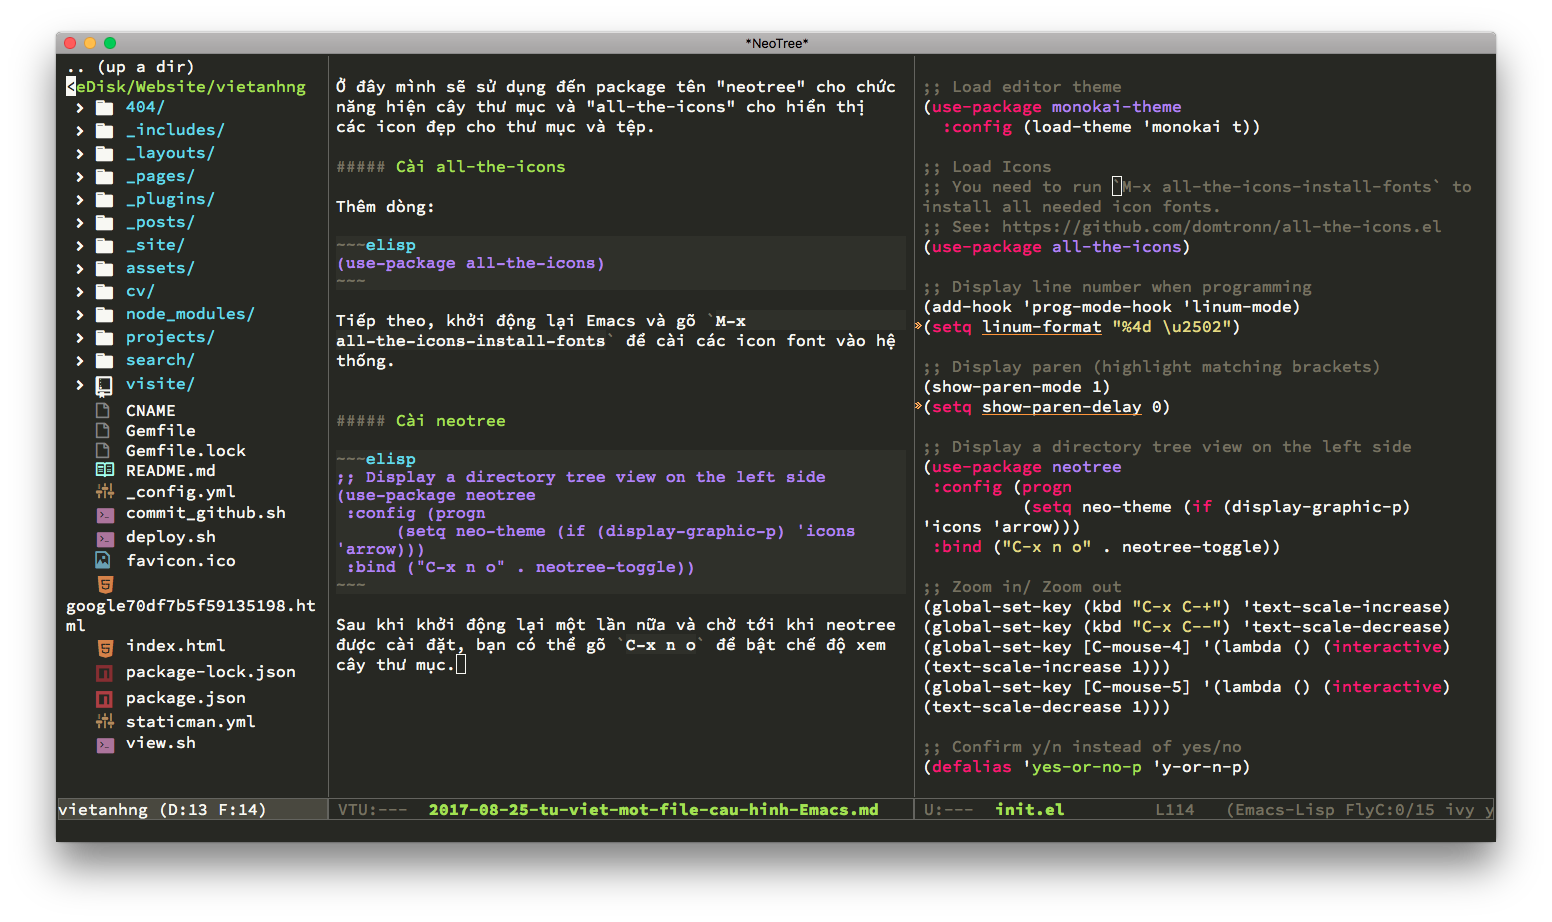 *NeoTree*
.. (up a dir)
<eDisk/Website/vietanhng
404/
_includes/
_layouts/
_pages/
_plugins/
_posts/
_site/
assets/
cv/
node_modules/
projects/
search/
visite/
CNAME
Gemfile
Gemfile.lock
README.md
_config.yml
commit_github.sh
deploy.sh
favicon.ico
google70df7b5f59135198.ht
ml
index.html
package-lock.json
package.json
staticman.yml
view.sh
vietanhng (D:13 F:14)
Ở đây mình sẽ sử dụng đến package tên "neotree" cho chức
năng hiện cây thư mục và "all-the-icons" cho hiển thị
các icon đẹp cho thư mục và tệp.
##### Cài all-the-icons
Thêm dòng:
~~~elisp
(use-package all-the-icons)
~~~
Tiếp theo, khởi động lại Emacs và gõ `M-x
all-the-icons-install-fonts` để cài các icon font vào hệ
thống.
##### Cài neotree
~~~elisp
;; Display a directory tree view on the left side
(use-package neotree
:config (progn
(setq neo-theme (if (display-graphic-p) 'icons
'arrow)))
:bind ("C-x n o" . neotree-toggle))
~~~
Sau khi khởi động lại một lần nữa và chờ tới khi neotree
được cài đặt, bạn có thể gõ `C-x n o` để bật chế độ xem
cây thư mục.
VTU:--- 2017-08-25-tu-viet-mot-file-cau-hinh-Emacs.md
;; Load editor theme
(use-package monokai-theme
:config (load-theme 'monokai t))
;; Load Icons
;; You need to run `M-x all-the-icons-install-fonts` to
install all needed icon fonts.
;; See: https://github.com/domtronn/all-the-icons.el
(use-package all-the-icons)
;; Display line number when programming
(add-hook 'prog-mode-hook 'linum-mode)
»(setq linum-format "%4d \u2502")
;; Display paren (highlight matching brackets)
(show-paren-mode 1)
»(setq show-paren-delay 0)
;; Display a directory tree view on the left side
(use-package neotree
:config (progn
(setq neo-theme (if (display-graphic-p)
'icons 'arrow)))
:bind ("C-x n o" . neotree-toggle))
;; Zoom in/ Zoom out
(global-set-key (kbd "C-x C-+") 'text-scale-increase)
(global-set-key (kbd "C-x C--") 'text-scale-decrease)
(global-set-key [C-mouse-4] '(lambda () (interactive)
(text-scale-increase 1)))
(global-set-key [C-mouse-5] '(lambda () (interactive)
(text-scale-decrease 1)))
;; Confirm y/n instead of yes/no
(defalias 'yes-or-no-p 'y-or-n-p)
U:--- init.el L114 (Emacs-Lisp FlyC:0/15 ivy y